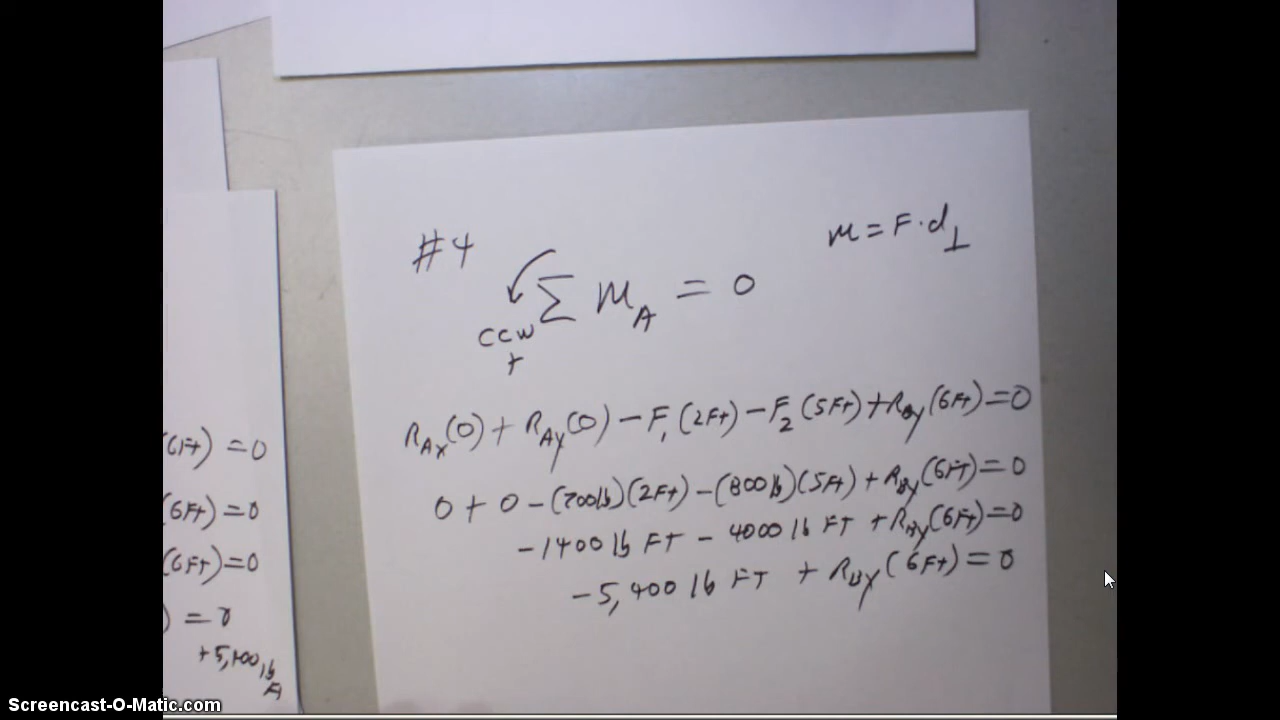 #4
M = F · d⊥
Σ M_A = 0
CCW
+
R_Ax(0) + R_Ay(0) - F_1(2Ft) - F_2(5Ft) + R_By(6Ft) = 0
0 + 0 - (700lb)(2Ft) - (800lb)(5Ft) + R_By(6Ft) = 0
-1400 lb FT - 4000 lb FT + R_By(6Ft) = 0
-5,400 lb FT + R_By(6Ft) = 0
(6Ft) = 0
(6Ft) = 0
(6Ft) = 0
) = 0
+5,400 lb
Ft
Screencast-O-Matic.com